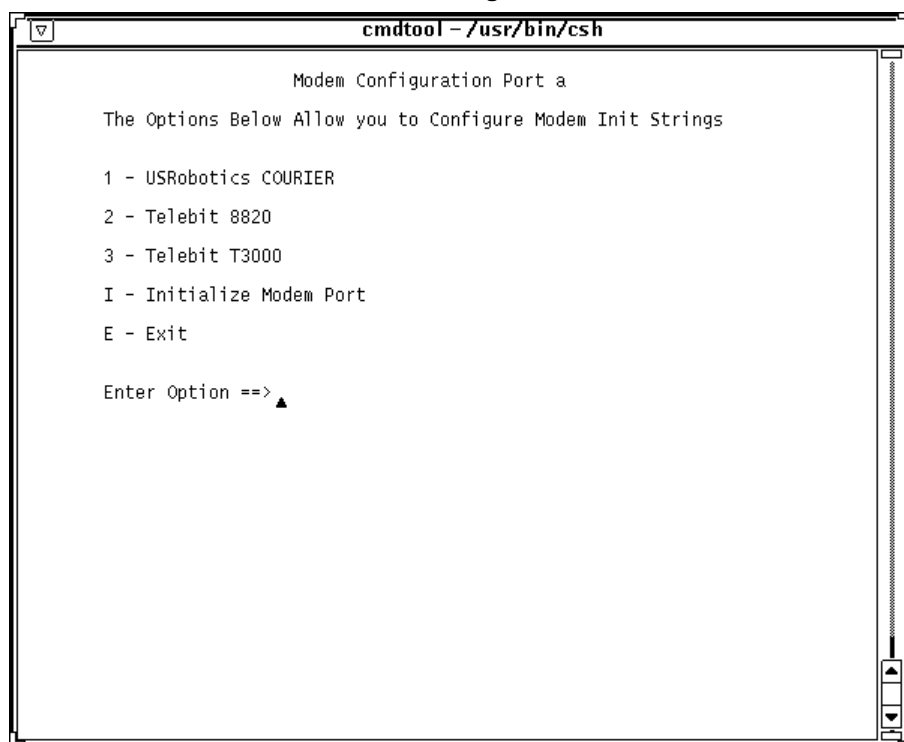 cmdtool – /usr/bin/csh
Modem Configuration Port a
The Options Below Allow you to Configure Modem Init Strings
1 - USRobotics COURIER
2 - Telebit 8820
3 - Telebit T3000
I - Initialize Modem Port
E - Exit
Enter Option ==>